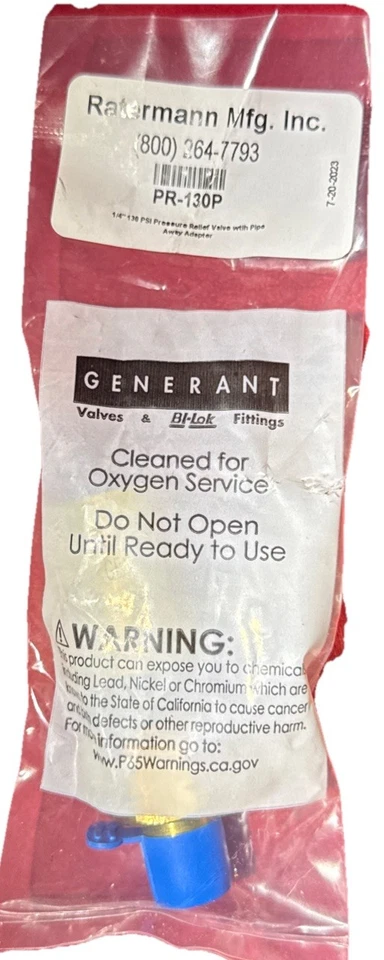 Ratermann Mfg. Inc.
(800) 264-7793
PR-130P
1/4" 130 PSI Pressure Relief Valve with Pipe
Away Adapter
7-20-2023
GENERANT
Valves & Bi-Lok Fittings
Cleaned for
Oxygen Service
Do Not Open
Until Ready to Use
WARNING:
product can expose you to chemicals
Lead, Nickel or Chromium which are
to the State of California to cause cancer
defects or other reproductive harm.
For information go to:
www.P65Warnings.ca.gov